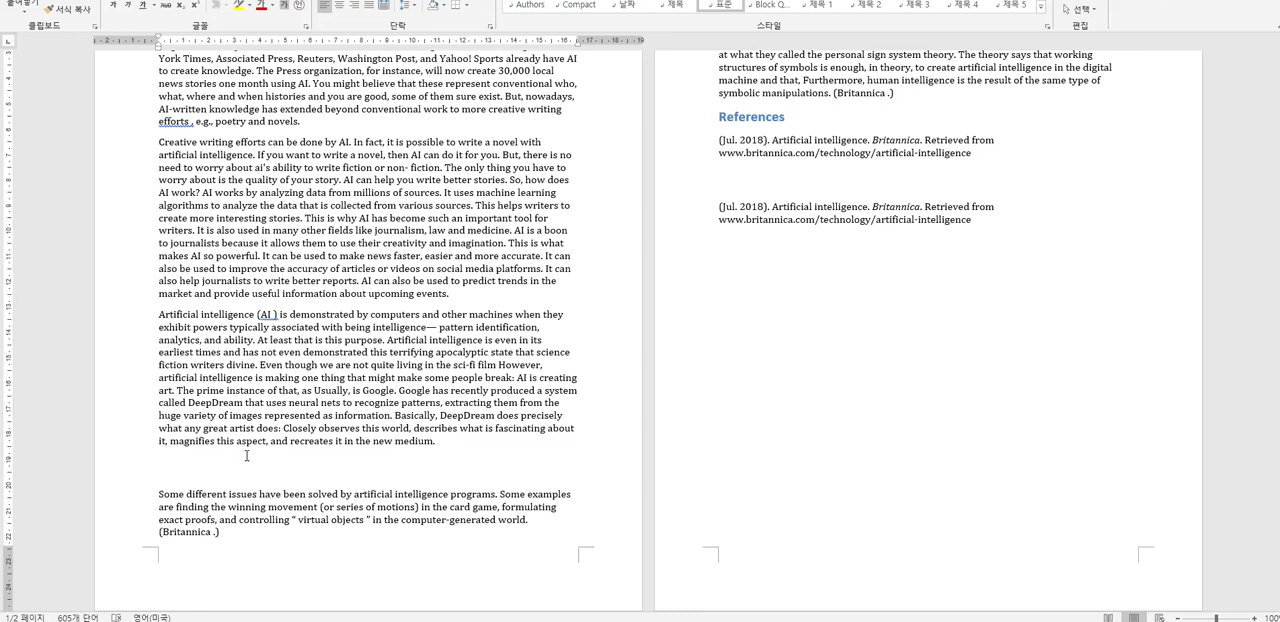 클립보드
서식 복사
글꼴
단락
Authors Compact 날짜 제목 표준 Block Q... 제목 1 제목 2 제목 3 제목 4 제목 5
스타일
선택
편집
York Times, Associated Press, Reuters, Washington Post, and Yahoo! Sports already have AI
to create knowledge. The Press organization, for instance, will now create 30,000 local
news stories one month using AI. You might believe that these represent conventional who,
what, where and when histories and you are good, some of them sure exist. But, nowadays,
AI-written knowledge has extended beyond conventional work to more creative writing
efforts , e.g., poetry and novels.
Creative writing efforts can be done by AI. In fact, it is possible to write a novel with
artificial intelligence. If you want to write a novel, then AI can do it for you. But, there is no
need to worry about ai's ability to write fiction or non- fiction. The only thing you have to
worry about is the quality of your story. AI can help you write better stories. So, how does
AI work? AI works by analyzing data from millions of sources. It uses machine learning
algorithms to analyze the data that is collected from various sources. This helps writers to
create more interesting stories. This is why AI has become such an important tool for
writers. It is also used in many other fields like journalism, law and medicine. AI is a boon
to journalists because it allows them to use their creativity and imagination. This is what
makes AI so powerful. It can be used to make news faster, easier and more accurate. It can
also be used to improve the accuracy of articles or videos on social media platforms. It can
also help journalists to write better reports. AI can also be used to predict trends in the
market and provide useful information about upcoming events.
Artificial intelligence (AI ) is demonstrated by computers and other machines when they
exhibit powers typically associated with being intelligence— pattern identification,
analytics, and ability. At least that is this purpose. Artificial intelligence is even in its
earliest times and has not even demonstrated this terrifying apocalyptic state that science
fiction writers divine. Even though we are not quite living in the sci-fi film However,
artificial intelligence is making one thing that might make some people break: AI is creating
art. The prime instance of that, as Usually, is Google. Google has recently produced a system
called DeepDream that uses neural nets to recognize patterns, extracting them from the
huge variety of images represented as information. Basically, DeepDream does precisely
what any great artist does: Closely observes this world, describes what is fascinating about
it, magnifies this aspect, and recreates it in the new medium.
Some different issues have been solved by artificial intelligence programs. Some examples
are finding the winning movement (or series of motions) in the card game, formulating
exact proofs, and controlling “ virtual objects ” in the computer-generated world.
(Britannica .)
at what they called the personal sign system theory. The theory says that working
structures of symbols is enough, in theory, to create artificial intelligence in the digital
machine and that, Furthermore, human intelligence is the result of the same type of
symbolic manipulations. (Britannica .)
References
(Jul. 2018). Artificial intelligence. Britannica. Retrieved from
www.britannica.com/technology/artificial-intelligence
(Jul. 2018). Artificial intelligence. Britannica. Retrieved from
www.britannica.com/technology/artificial-intelligence
1/2 페이지 605개 단어 영어(미국)